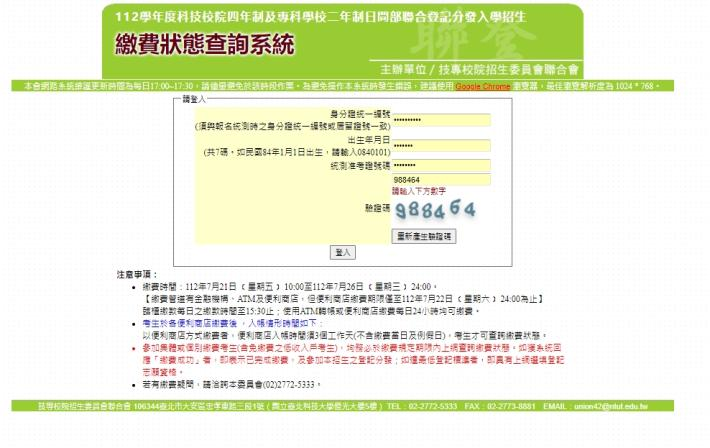 112學年度科技校院四年制及專科學校二年制日間部聯合登記分發入學招生
繳費狀態查詢系統
主辦單位 / 技專校院招生委員會聯合會
本會網路系統維護更新時間為每日17:00~17:30，請儘量避免於該時段作業。為避免操作本系統時發生錯誤，建議使用 Google Chrome 瀏覽器，最佳瀏覽解析度為 1024 * 768。
請登入
身分證統一編號
(須與報名統測時之身分證統一編號或居留證號一致)
出生年月日
(共7碼，如民國84年1月1日出生，請輸入0840101)
統測准考證號碼
988464
請輸入下方數字
驗證碼
988464
重新產生驗證碼
登入
注意事項：
繳費時間：112年7月21日（星期五）10:00至112年7月26日（星期三）24:00。
【繳費管道有金融機構、ATM及便利商店，但便利商店繳費期限僅至112年7月22日（星期六）24:00為止】
臨櫃繳款每日之繳款時間至15:30止；使用ATM轉帳或便利商店繳費每日24小時均可繳費。
考生於各便利商店繳費後，入帳情形時間如下：
以便利商店方式繳費者，便利商店入帳時間須3個工作天(不含繳費當日及例假日)，考生才可查詢繳費狀態。
參加集體或個別繳費考生(含免繳費之低收入戶考生)，均務必於繳費規定期限內上網查詢繳費狀態。如獲系統回
應「繳費成功」者，即表示已完成繳費，及參加本招生之登記分發；如達最低登記標準者，即具有上網選填登記
志願資格。
若有繳費疑問，請洽詢本委員會(02)2772-5333。
技專校院招生委員會聯合會 106344臺北市大安區忠孝東路三段1號（國立臺北科技大學億光大樓5樓）TEL：02-2772-5333 FAX：02-2773-8881 EMAIL：union42@ntut.edu.tw